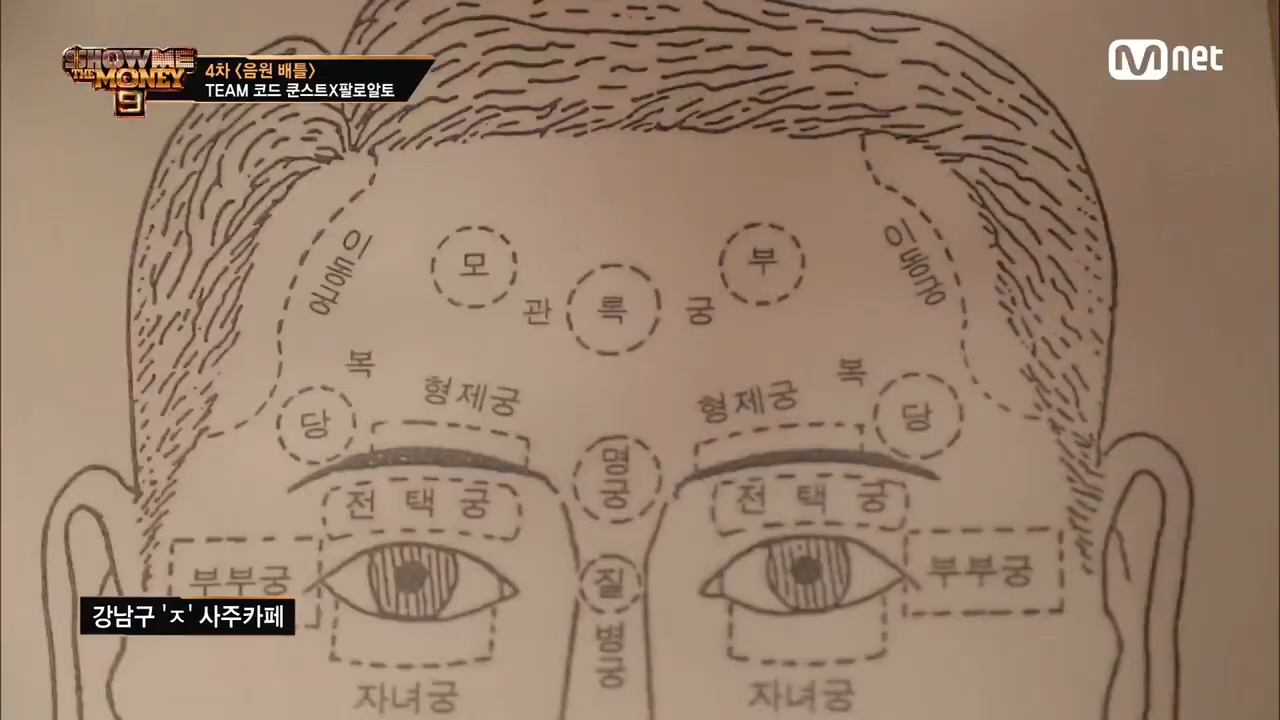 SHOW ME
THE MONEY
9
4차 <음원 배틀>
TEAM 코드 쿤스트X팔로알토
Mnet
이동궁
모
부
이동궁
관 록 궁
복
복
형제궁
형제궁
당
당
명궁
전 택 궁
전 택 궁
부부궁
질병궁
부부궁
강남구 'ㅈ' 사주카페
자녀궁
자녀궁